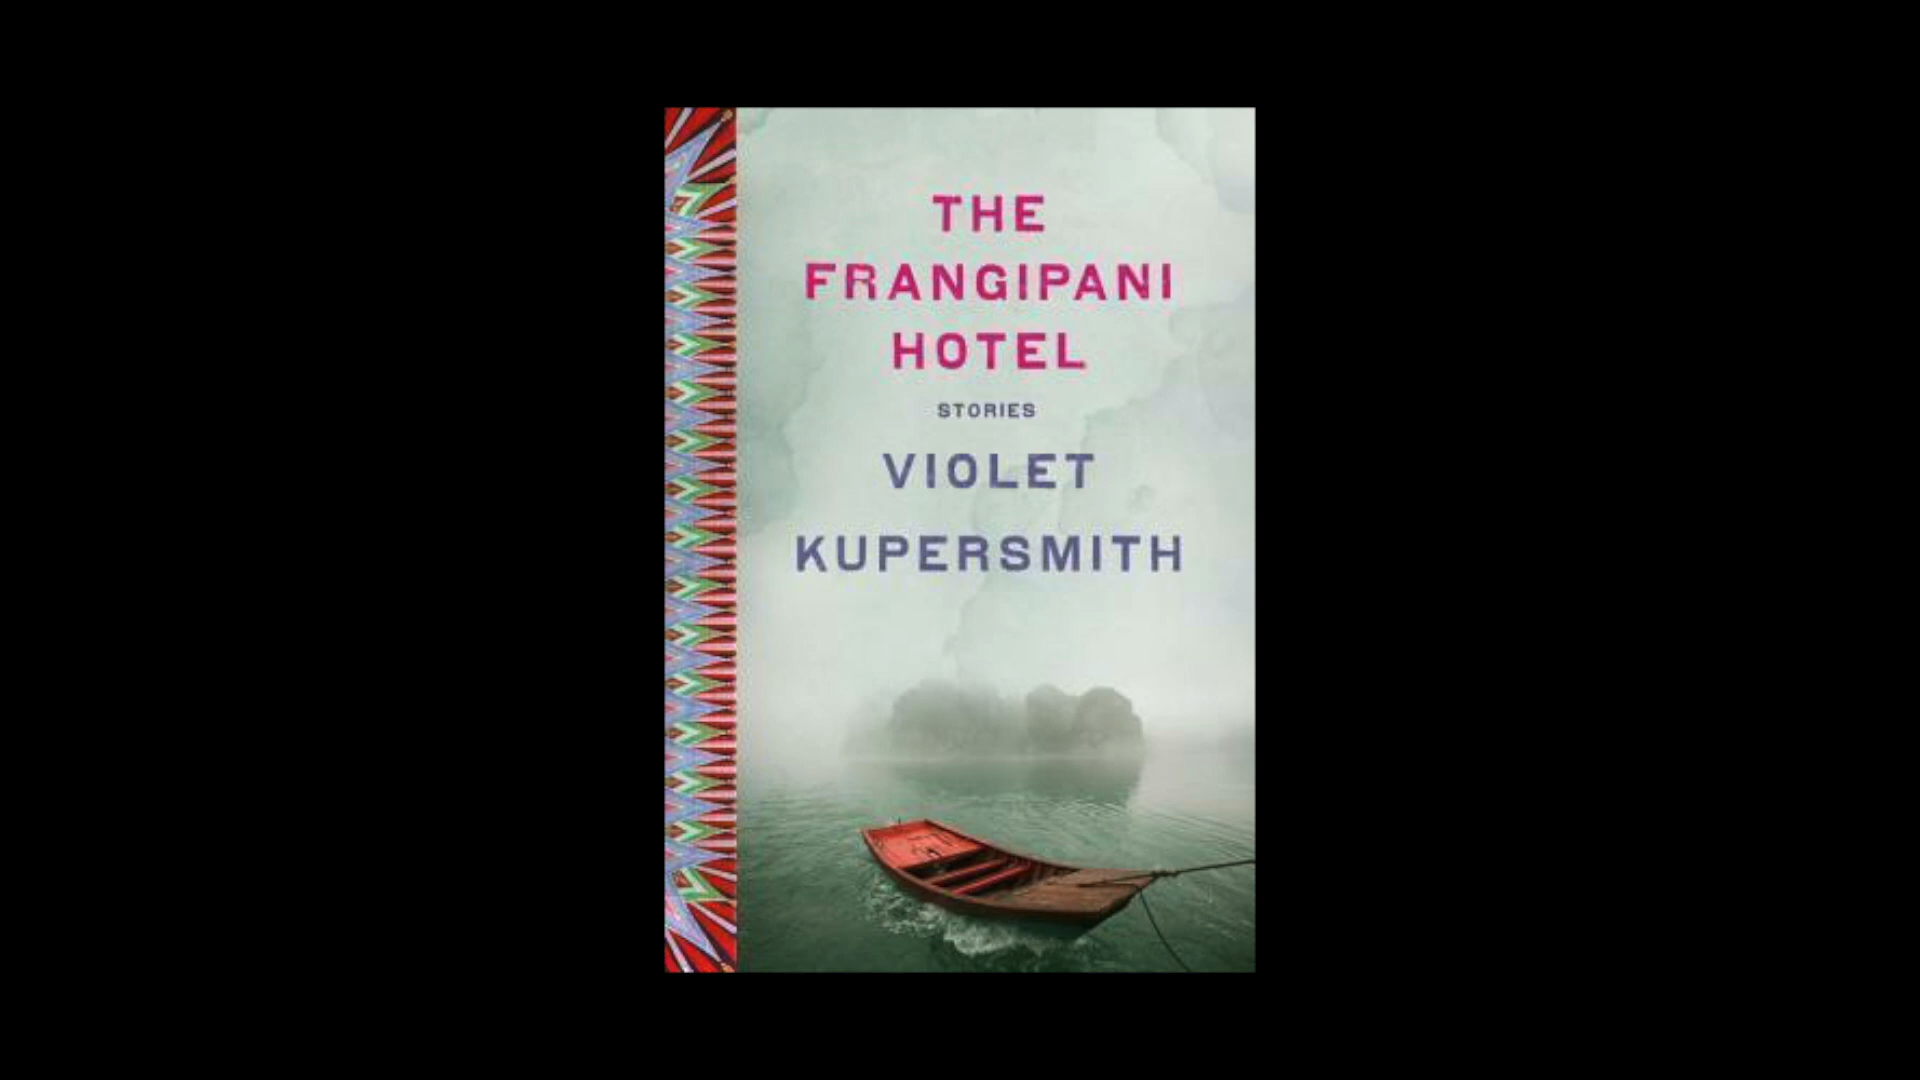 THE
FRANGIPANI
HOTEL
STORIES
VIOLET
KUPERSMITH